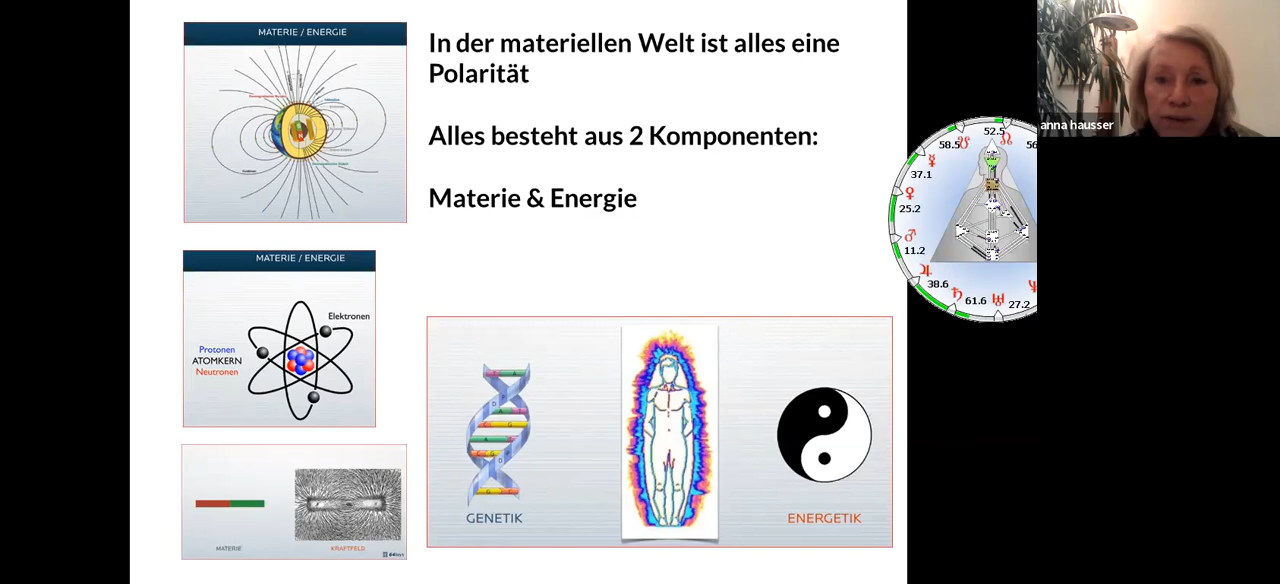 MATERIE / ENERGIE
In der materiellen Welt ist alles eine
Polarität
Alles besteht aus 2 Komponenten:
Materie & Energie
MATERIE / ENERGIE
Elektronen
Protonen
ATOMKERN
Neutronen
MATERIE
KRAFTFELD
64keys
GENETIK
ENERGETIK
anna hausser
52.5
58.5
56
37.1
25.2
11.2
38.6
61.6
27.2